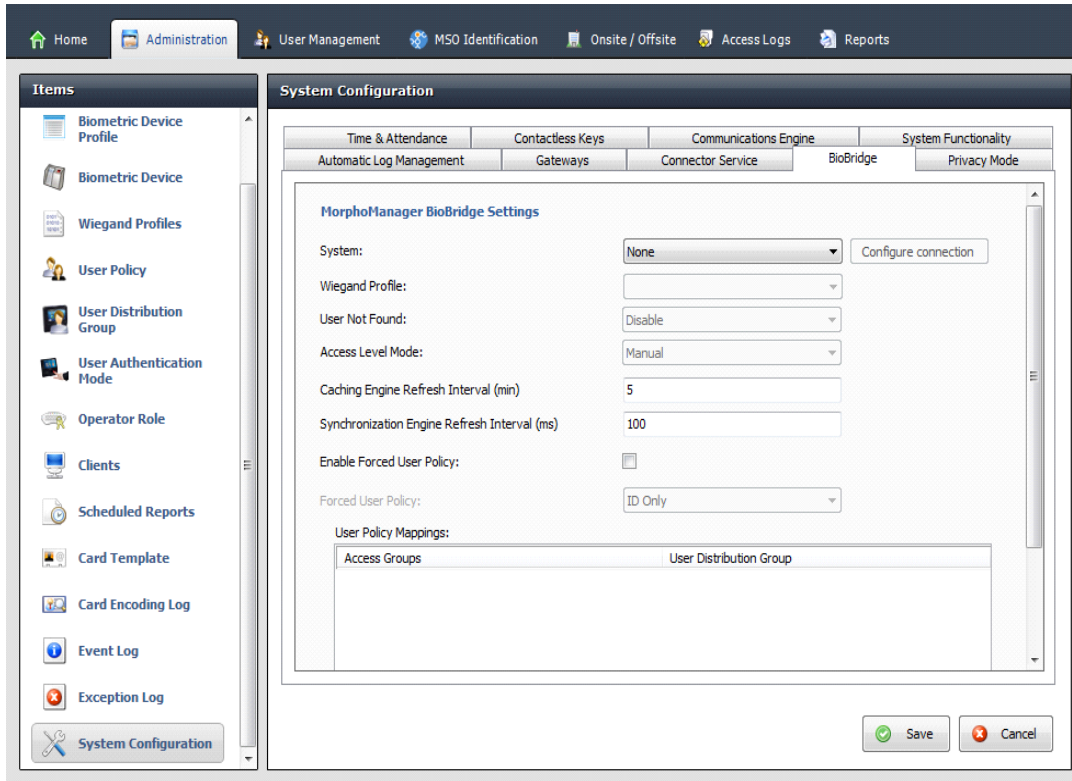 Home
Administration
User Management
MSO Identification
Onsite / Offsite
Access Logs
Reports
Items
Biometric Device
Profile
Biometric Device
Wiegand Profiles
User Policy
User Distribution
Group
User Authentication
Mode
Operator Role
Clients
Scheduled Reports
Card Template
Card Encoding Log
Event Log
Exception Log
System Configuration
System Configuration
Time & Attendance
Contactless Keys
Communications Engine
System Functionality
Automatic Log Management
Gateways
Connector Service
BioBridge
Privacy Mode
MorphoManager BioBridge Settings
System:
None
Configure connection
Wiegand Profile:
User Not Found:
Disable
Access Level Mode:
Manual
Caching Engine Refresh Interval (min)
5
Synchronization Engine Refresh Interval (ms)
100
Enable Forced User Policy:
Forced User Policy:
ID Only
User Policy Mappings:
Access Groups
User Distribution Group
Save
Cancel